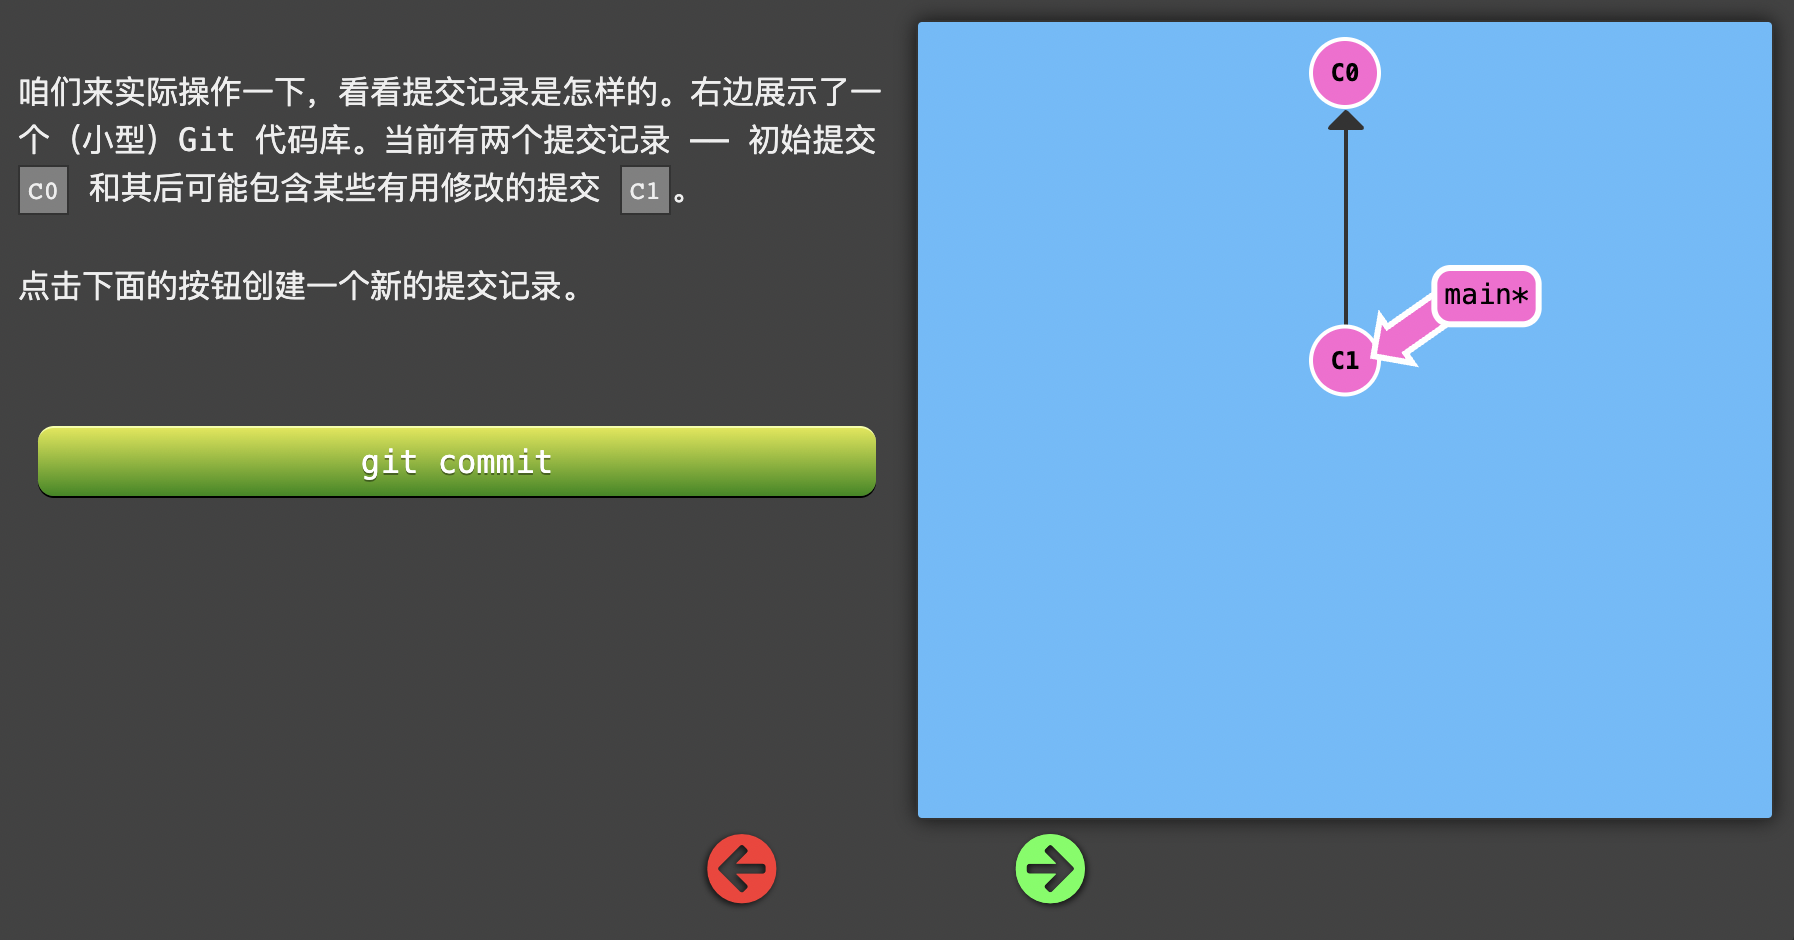 咱们来实际操作一下，看看提交记录是怎样的。右边展示了一
个（小型）Git 代码库。当前有两个提交记录 —— 初始提交
C0 和其后可能包含某些有用修改的提交 C1。
点击下面的按钮创建一个新的提交记录。
git commit
C0
main*
C1